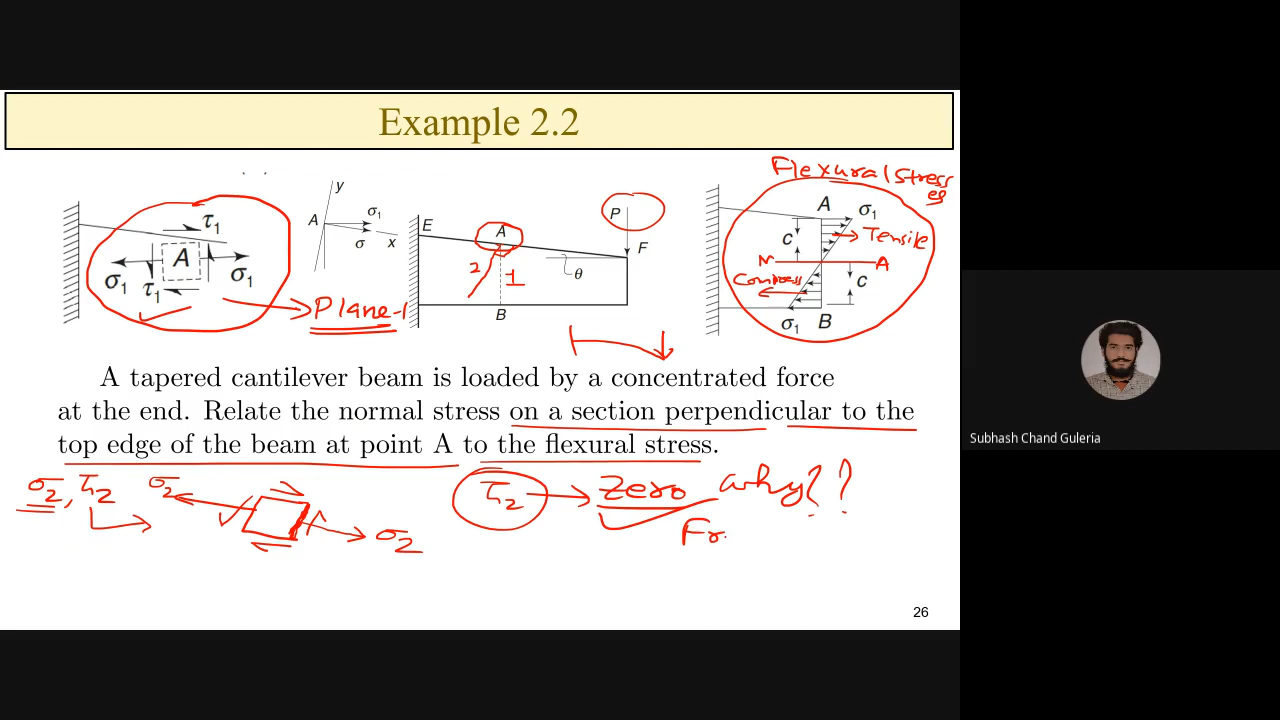 Example 2.2
Flexural Stress
eg
y
A
σ₁
σ
x
τ₁
A
σ₁
τ₁
σ₁
Plane-1
E
A
P
F
2
1
θ
B
A
σ₁
c
Tensile
N
A
Compress
c
σ₁
B
A tapered cantilever beam is loaded by a concentrated force
at the end. Relate the normal stress on a section perpendicular to the
top edge of the beam at point A to the flexural stress.
σ₂, τ₂
σ₂
σ₂
τ₂ → Zero why??
Fr
26
Subhash Chand Guleria